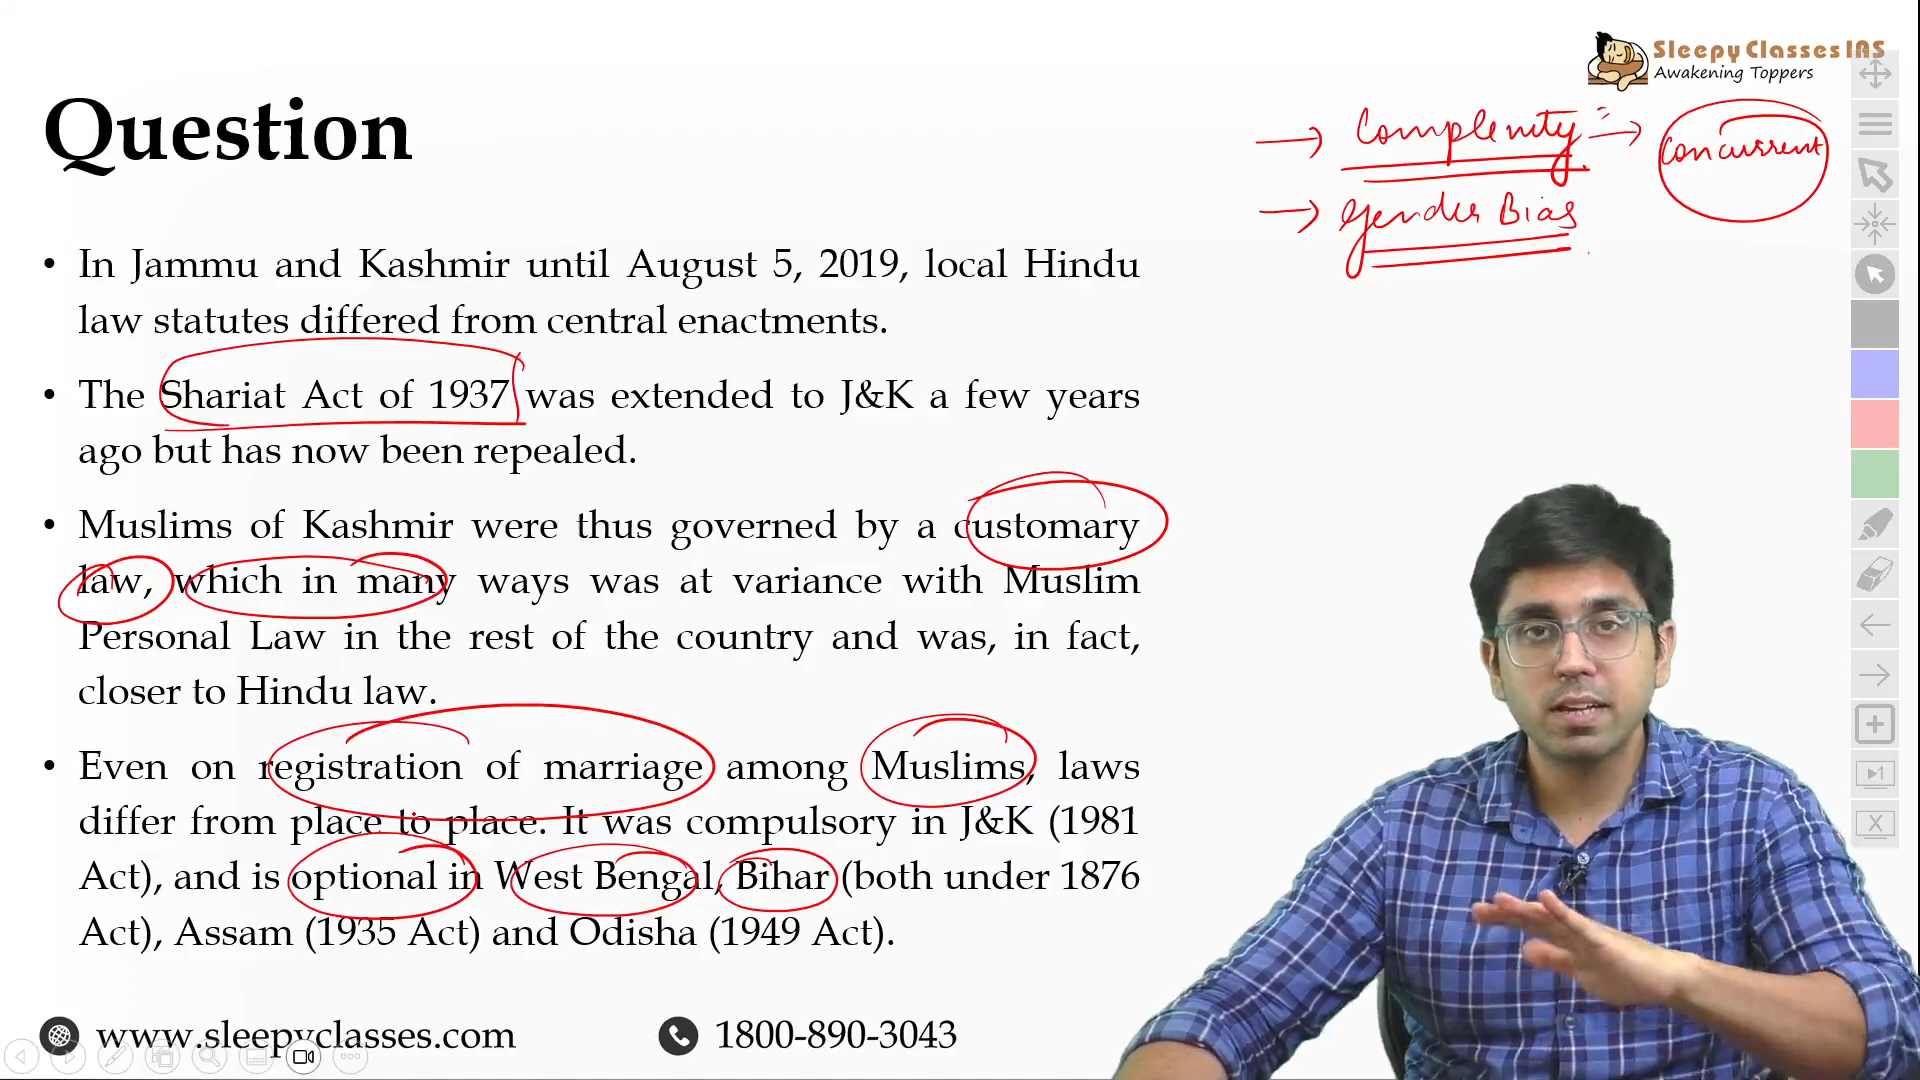 Sleepy Classes IAS
Awakening Toppers
Question
→ Complexity → Concurrent
→ Gender Bias
• In Jammu and Kashmir until August 5, 2019, local Hindu
law statutes differed from central enactments.
• The Shariat Act of 1937 was extended to J&K a few years
ago but has now been repealed.
• Muslims of Kashmir were thus governed by a customary
law, which in many ways was at variance with Muslim
Personal Law in the rest of the country and was, in fact,
closer to Hindu law.
• Even on registration of marriage among Muslims, laws
differ from place to place. It was compulsory in J&K (1981
Act), and is optional in West Bengal, Bihar (both under 1876
Act), Assam (1935 Act) and Odisha (1949 Act).
www.sleepyclasses.com
1800-890-3043